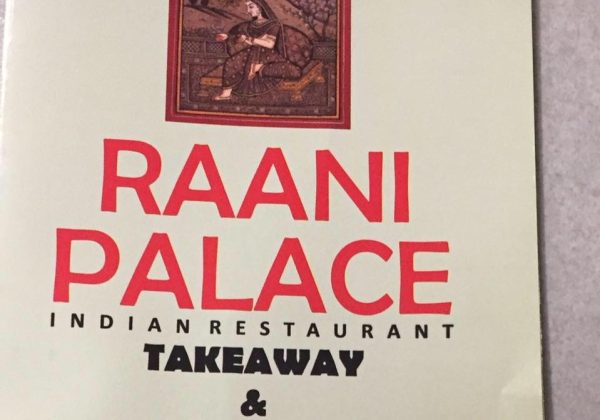 RAANI
PALACE
INDIAN RESTAURANT
TAKEAWAY
&